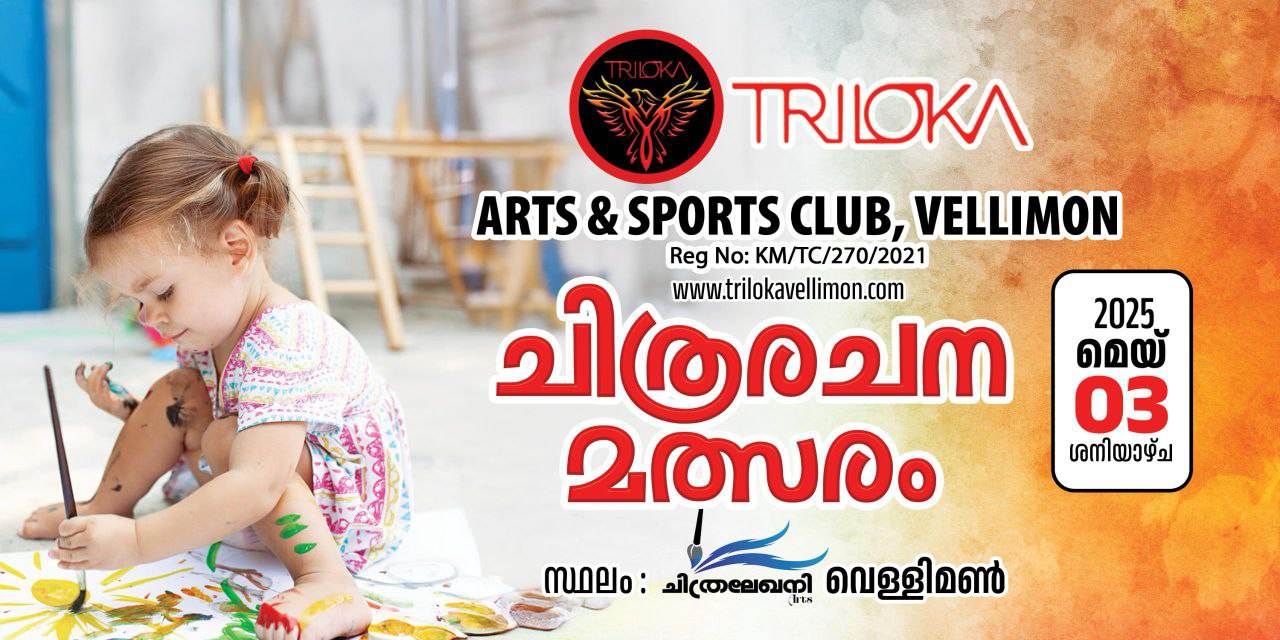 TRILOKA
TRILOKA
ARTS & SPORTS CLUB, VELLIMON
Reg No: KM/TC/270/2021
www.trilokavellimon.com
ചിത്രരചന
മത്സരം
2025
മെയ്
03
ശനിയാഴ്ച
സ്ഥലം : ചിത്രലേഖനി Arts വെള്ളിമൺ